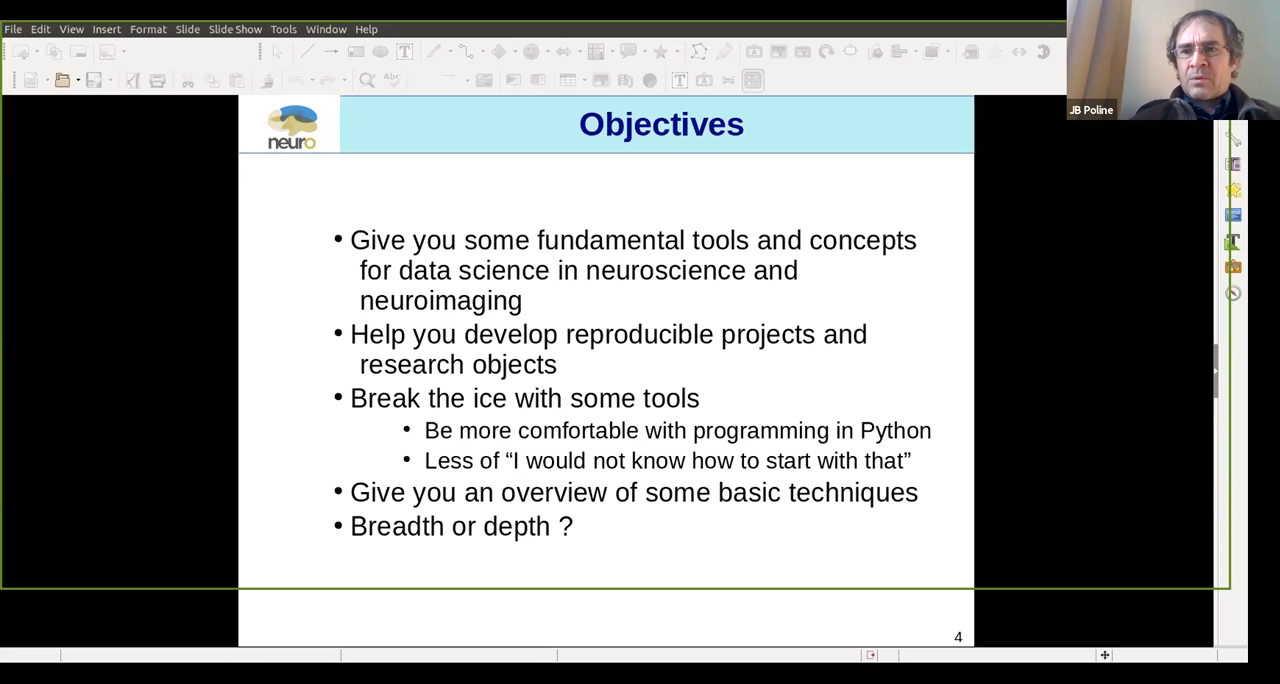 File Edit View Insert Format Slide Slide Show Tools Window Help
JB Poline
neuro
Objectives
• Give you some fundamental tools and concepts
for data science in neuroscience and
neuroimaging
• Help you develop reproducible projects and
research objects
• Break the ice with some tools
• Be more comfortable with programming in Python
• Less of “I would not know how to start with that”
• Give you an overview of some basic techniques
• Breadth or depth ?
4